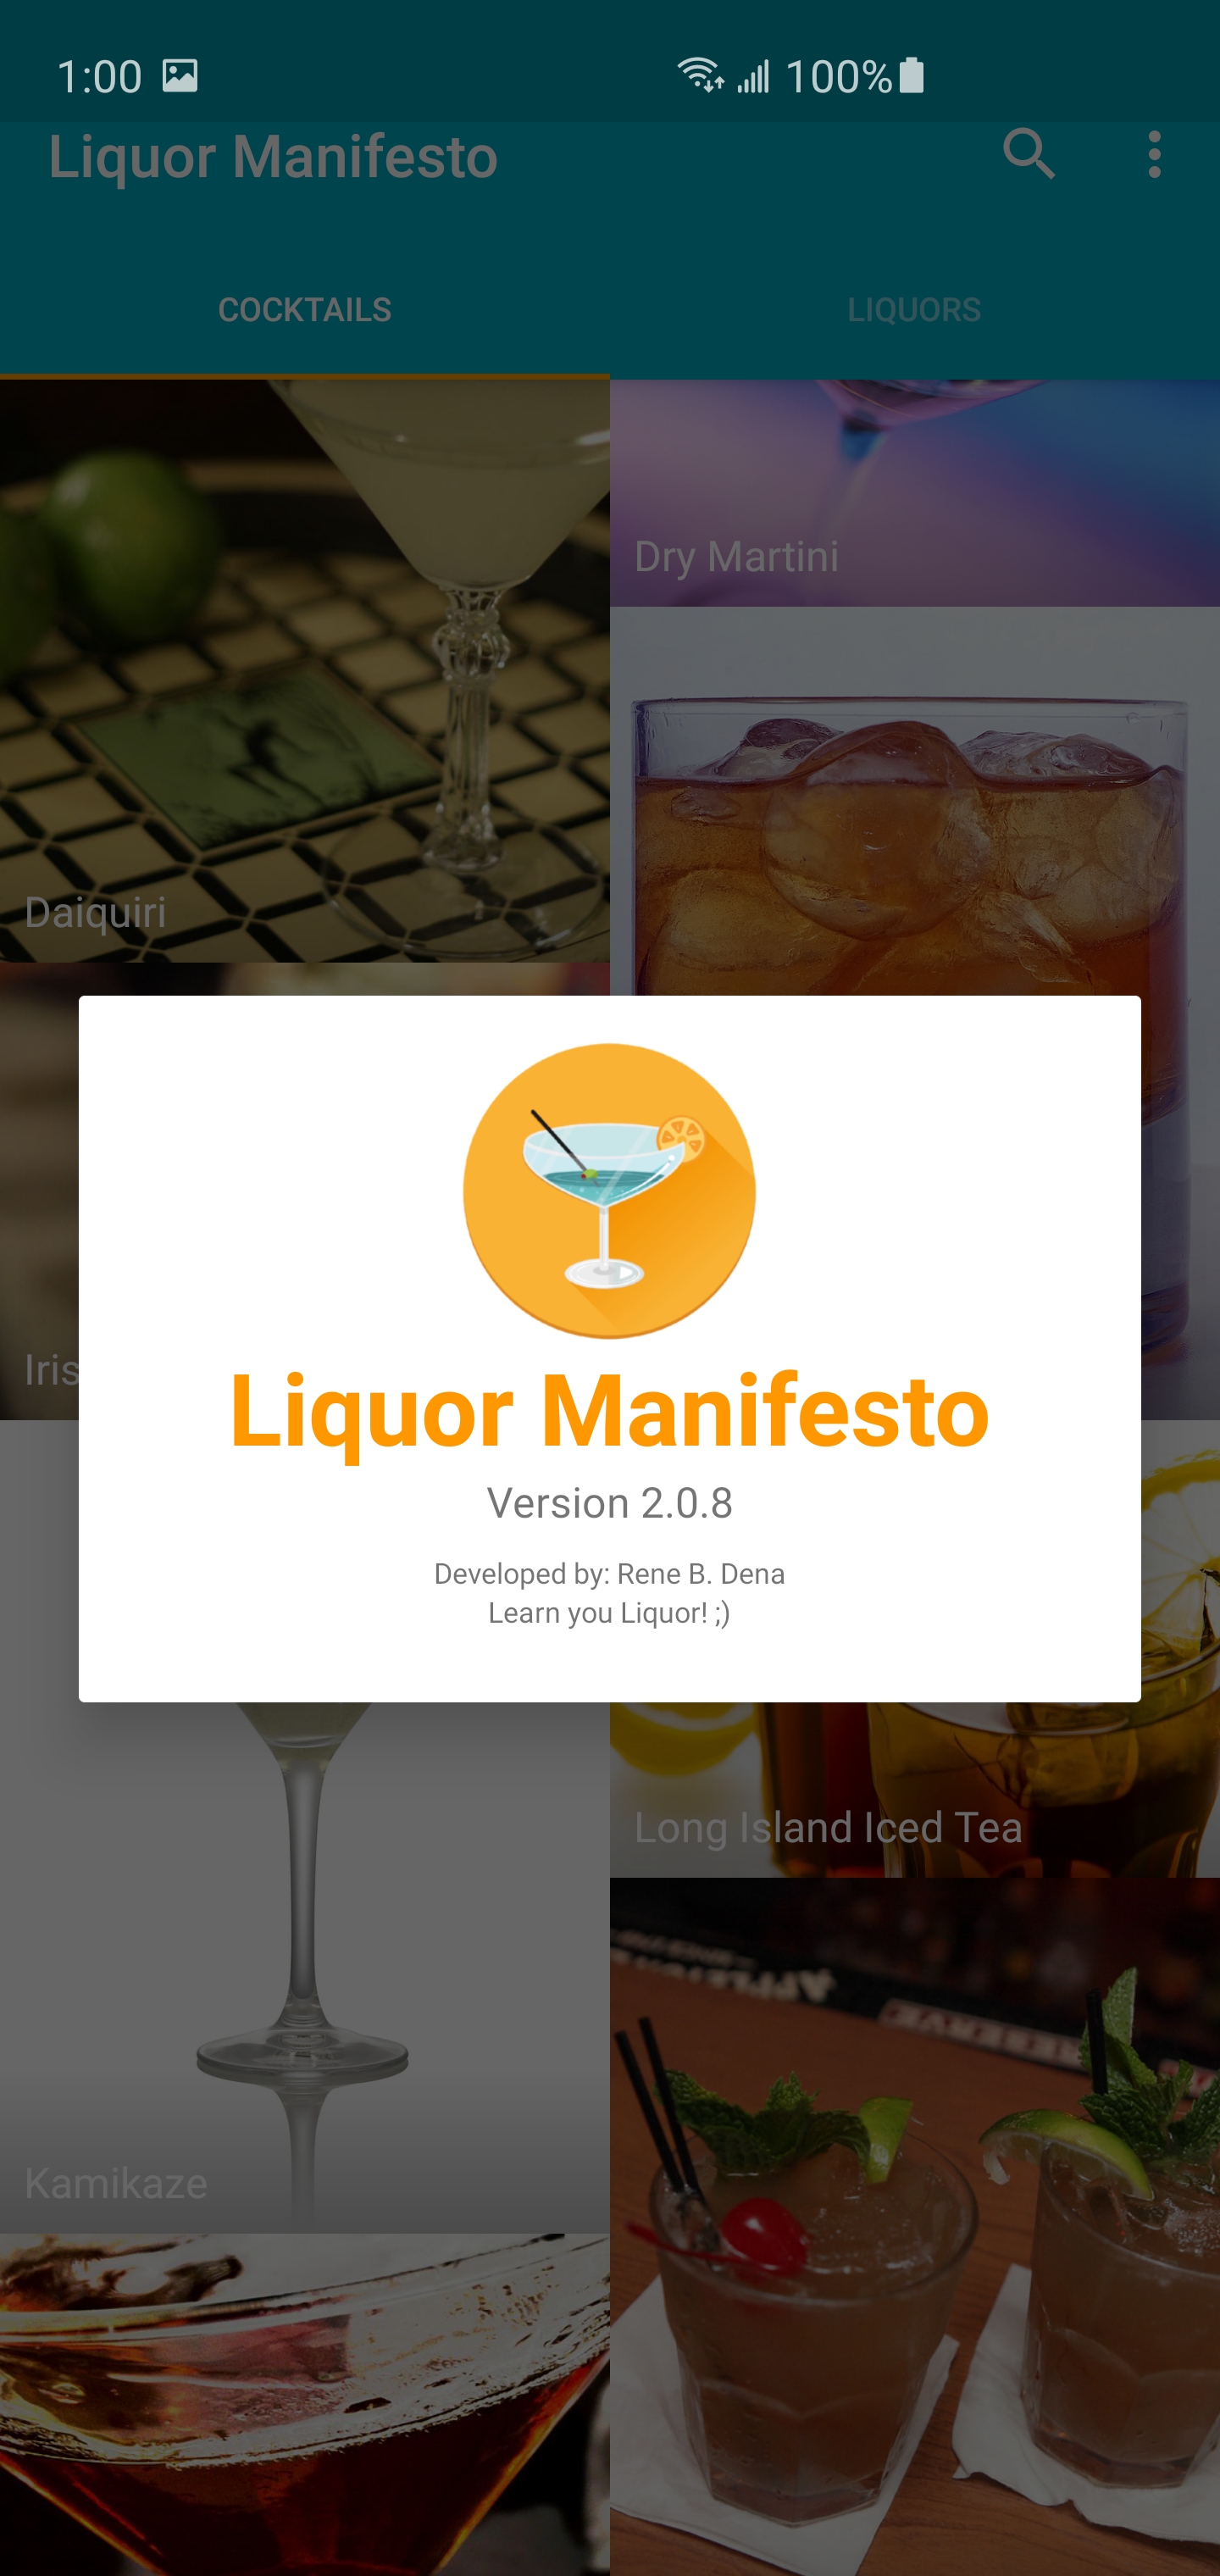 1:00
100%
Liquor Manifesto
COCKTAILS
LIQUORS
Dry Martini
Daiquiri
Iris
Liquor Manifesto
Version 2.0.8
Developed by: Rene B. Dena
Learn you Liquor! ;)
Long Island Iced Tea
RESERVE
Kamikaze